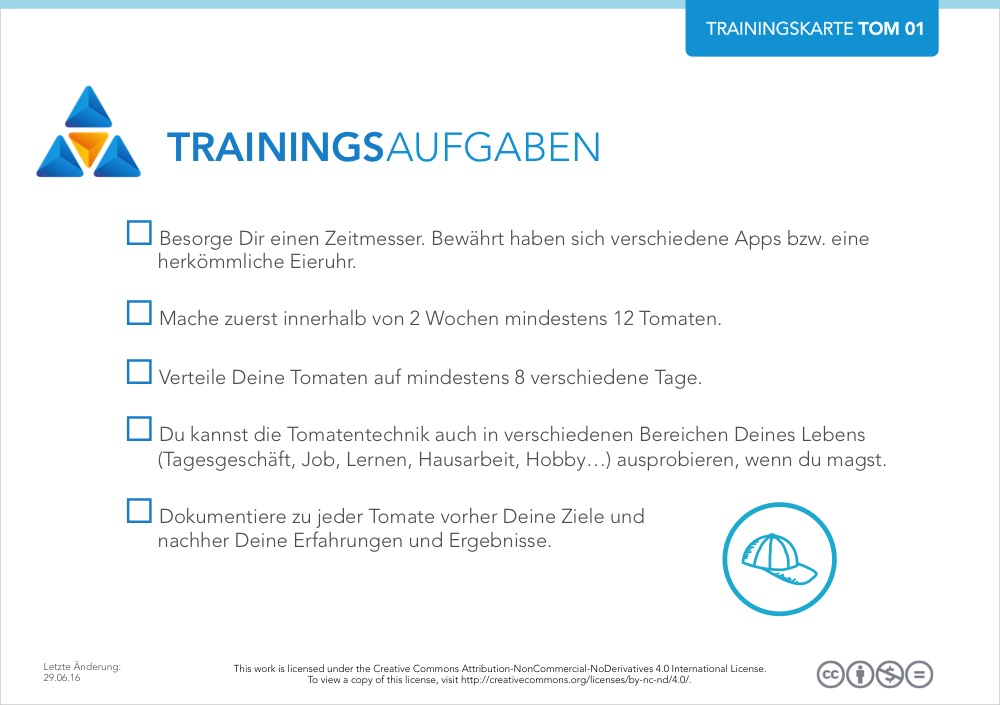 TRAININGSKARTE TOM 01
TRAININGSAUFGABEN
Besorge Dir einen Zeitmesser. Bewährt haben sich verschiedene Apps bzw. eine
herkömmliche Eieruhr.
Mache zuerst innerhalb von 2 Wochen mindestens 12 Tomaten.
Verteile Deine Tomaten auf mindestens 8 verschiedene Tage.
Du kannst die Tomatentechnik auch in verschiedenen Bereichen Deines Lebens
(Tagesgeschäft, Job, Lernen, Hausarbeit, Hobby…) ausprobieren, wenn du magst.
Dokumentiere zu jeder Tomate vorher Deine Ziele und
nachher Deine Erfahrungen und Ergebnisse.
Letzte Änderung:
29.06.16
This work is licensed under the Creative Commons Attribution-NonCommercial-NoDerivatives 4.0 International License.
To view a copy of this license, visit http://creativecommons.org/licenses/by-nc-nd/4.0/.
cc